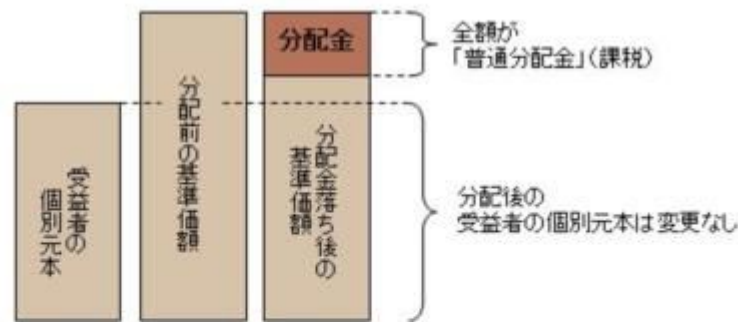 受益者の
個別元本
分配前の基準価額
分配金
分配金落ち後の
基準価額
全額が
「普通分配金」(課税)
分配後の
受益者の個別元本は変更なし